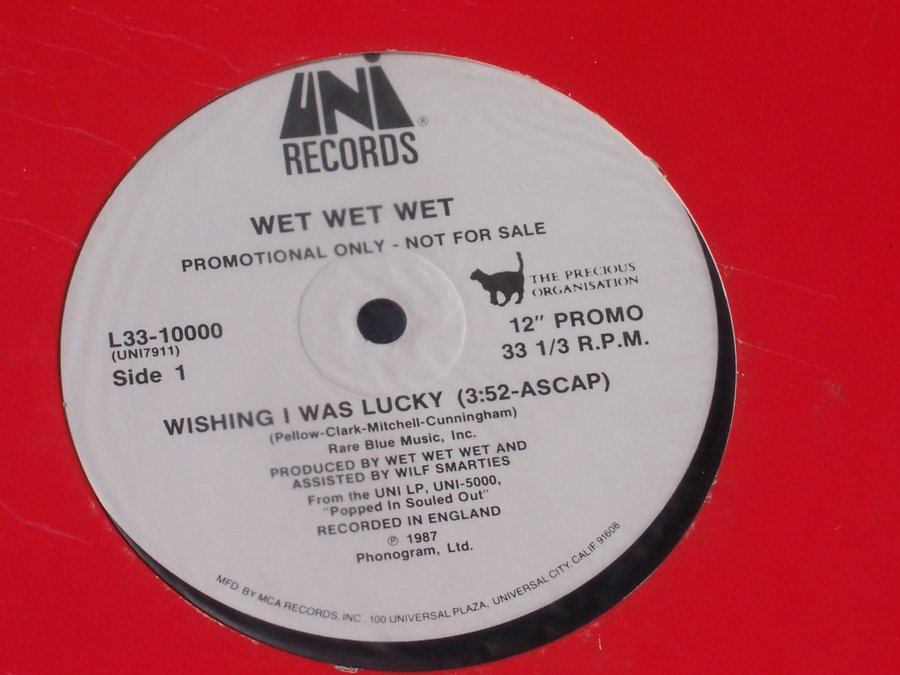 UNi ®
RECORDS
WET WET WET
PROMOTIONAL ONLY - NOT FOR SALE
THE PRECIOUS
ORGANISATION
L33-10000
(UNI7911)
Side 1
12" PROMO
33 1/3 R.P.M.
WISHING I WAS LUCKY (3:52-ASCAP)
(Pellow-Clark-Mitchell-Cunningham)
Rare Blue Music, Inc.
PRODUCED BY WET WET WET AND
ASSISTED BY WILF SMARTIES
From the UNI LP, UNI-5000,
"Popped In Souled Out"
RECORDED IN ENGLAND
℗ 1987
Phonogram, Ltd.
MFD. BY MCA RECORDS, INC., 100 UNIVERSAL PLAZA, UNIVERSAL CITY, CALIF 91608